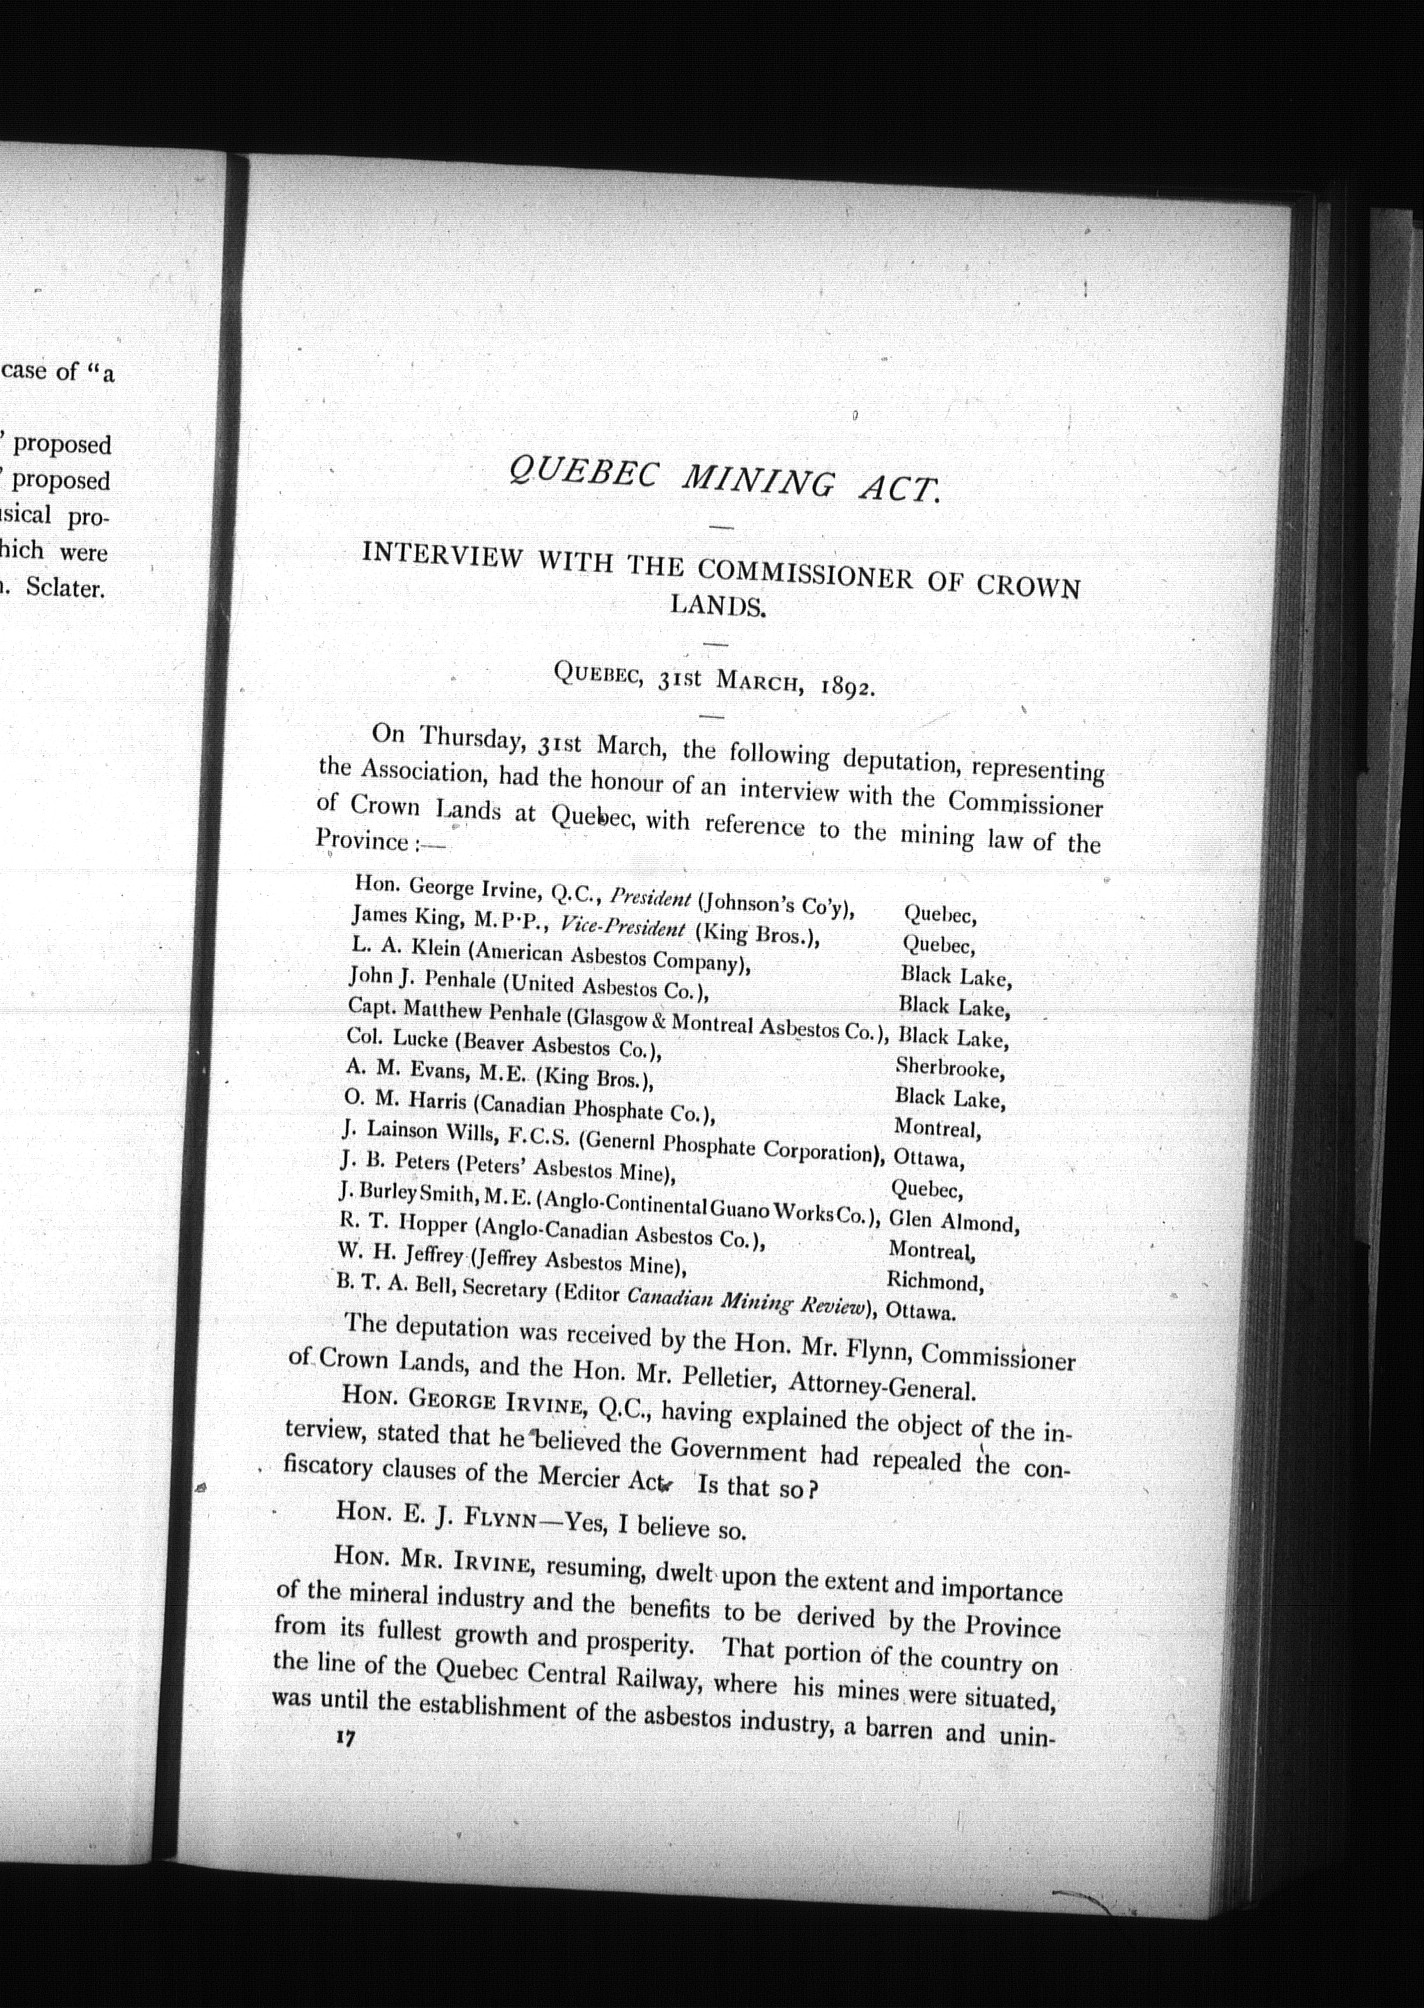 case of "a
" proposed
" proposed
sical pro-
hich were
n. Sclater.
QUEBEC MINING ACT.
INTERVIEW WITH THE COMMISSIONER OF CROWN
LANDS.
QUEBEC, 31st MARCH, 1892.
On Thursday, 31st March, the following deputation, representing
the Association, had the honour of an interview with the Commissioner
of Crown Lands at Quebec, with reference to the mining law of the
Province :—
Hon. George Irvine, Q.C., President (Johnson's Co'y), Quebec,
James King, M.P.P., Vice-President (King Bros.), Quebec,
L. A. Klein (American Asbestos Company), Black Lake,
John J. Penhale (United Asbestos Co.), Black Lake,
Capt. Matthew Penhale (Glasgow & Montreal Asbestos Co.), Black Lake,
Col. Lucke (Beaver Asbestos Co.), Sherbrooke,
A. M. Evans, M.E. (King Bros.), Black Lake,
O. M. Harris (Canadian Phosphate Co.), Montreal,
J. Lainson Wills, F.C.S. (Genernl Phosphate Corporation), Ottawa,
J. B. Peters (Peters' Asbestos Mine), Quebec,
J. Burley Smith, M.E. (Anglo-Continental Guano Works Co.), Glen Almond,
R. T. Hopper (Anglo-Canadian Asbestos Co.), Montreal,
W. H. Jeffrey (Jeffrey Asbestos Mine), Richmond,
B. T. A. Bell, Secretary (Editor Canadian Mining Review), Ottawa.
The deputation was received by the Hon. Mr. Flynn, Commissioner
of Crown Lands, and the Hon. Mr. Pelletier, Attorney-General.
HON. GEORGE IRVINE, Q.C., having explained the object of the in-
terview, stated that he believed the Government had repealed the con-
fiscatory clauses of the Mercier Act. Is that so?
HON. E. J. FLYNN—Yes, I believe so.
HON. MR. IRVINE, resuming, dwelt upon the extent and importance
of the mineral industry and the benefits to be derived by the Province
from its fullest growth and prosperity. That portion of the country on
the line of the Quebec Central Railway, where his mines were situated,
was until the establishment of the asbestos industry, a barren and unin-
17